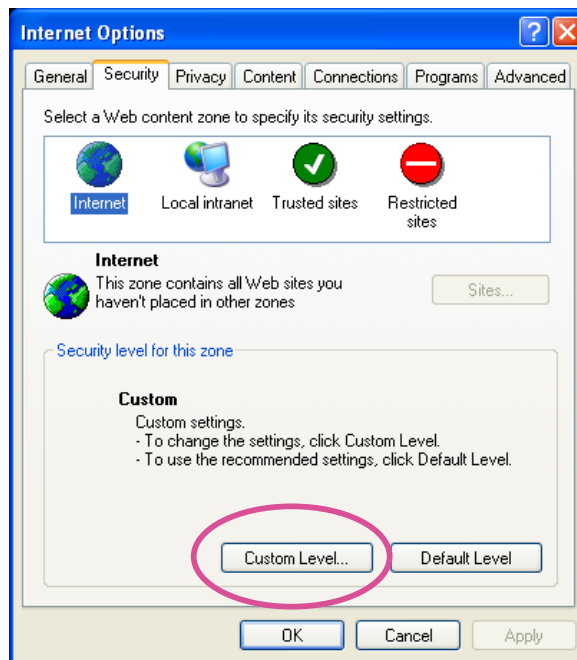 Internet Options
General Security Privacy Content Connections Programs Advanced
Select a Web content zone to specify its security settings.
Internet Local intranet Trusted sites Restricted
sites
Internet
This zone contains all Web sites you
haven't placed in other zones
Sites...
Security level for this zone
Custom
Custom settings.
- To change the settings, click Custom Level.
- To use the recommended settings, click Default Level.
Custom Level... Default Level
OK Cancel Apply